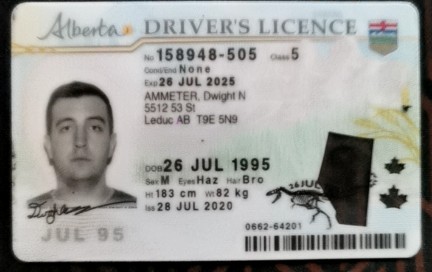 Alberta DRIVER'S LICENCE
No 158948-505 Class 5
Cond/End None
Exp 26 JUL 2025
AMMETER, Dwight N
5512 53 St
Leduc AB T9E 5N9
DOB 26 JUL 1995
Sex M Eyes Haz Hair Bro
Ht 183 cm Wt 82 kg
Iss 28 JUL 2020
JUL 95
0662-64201